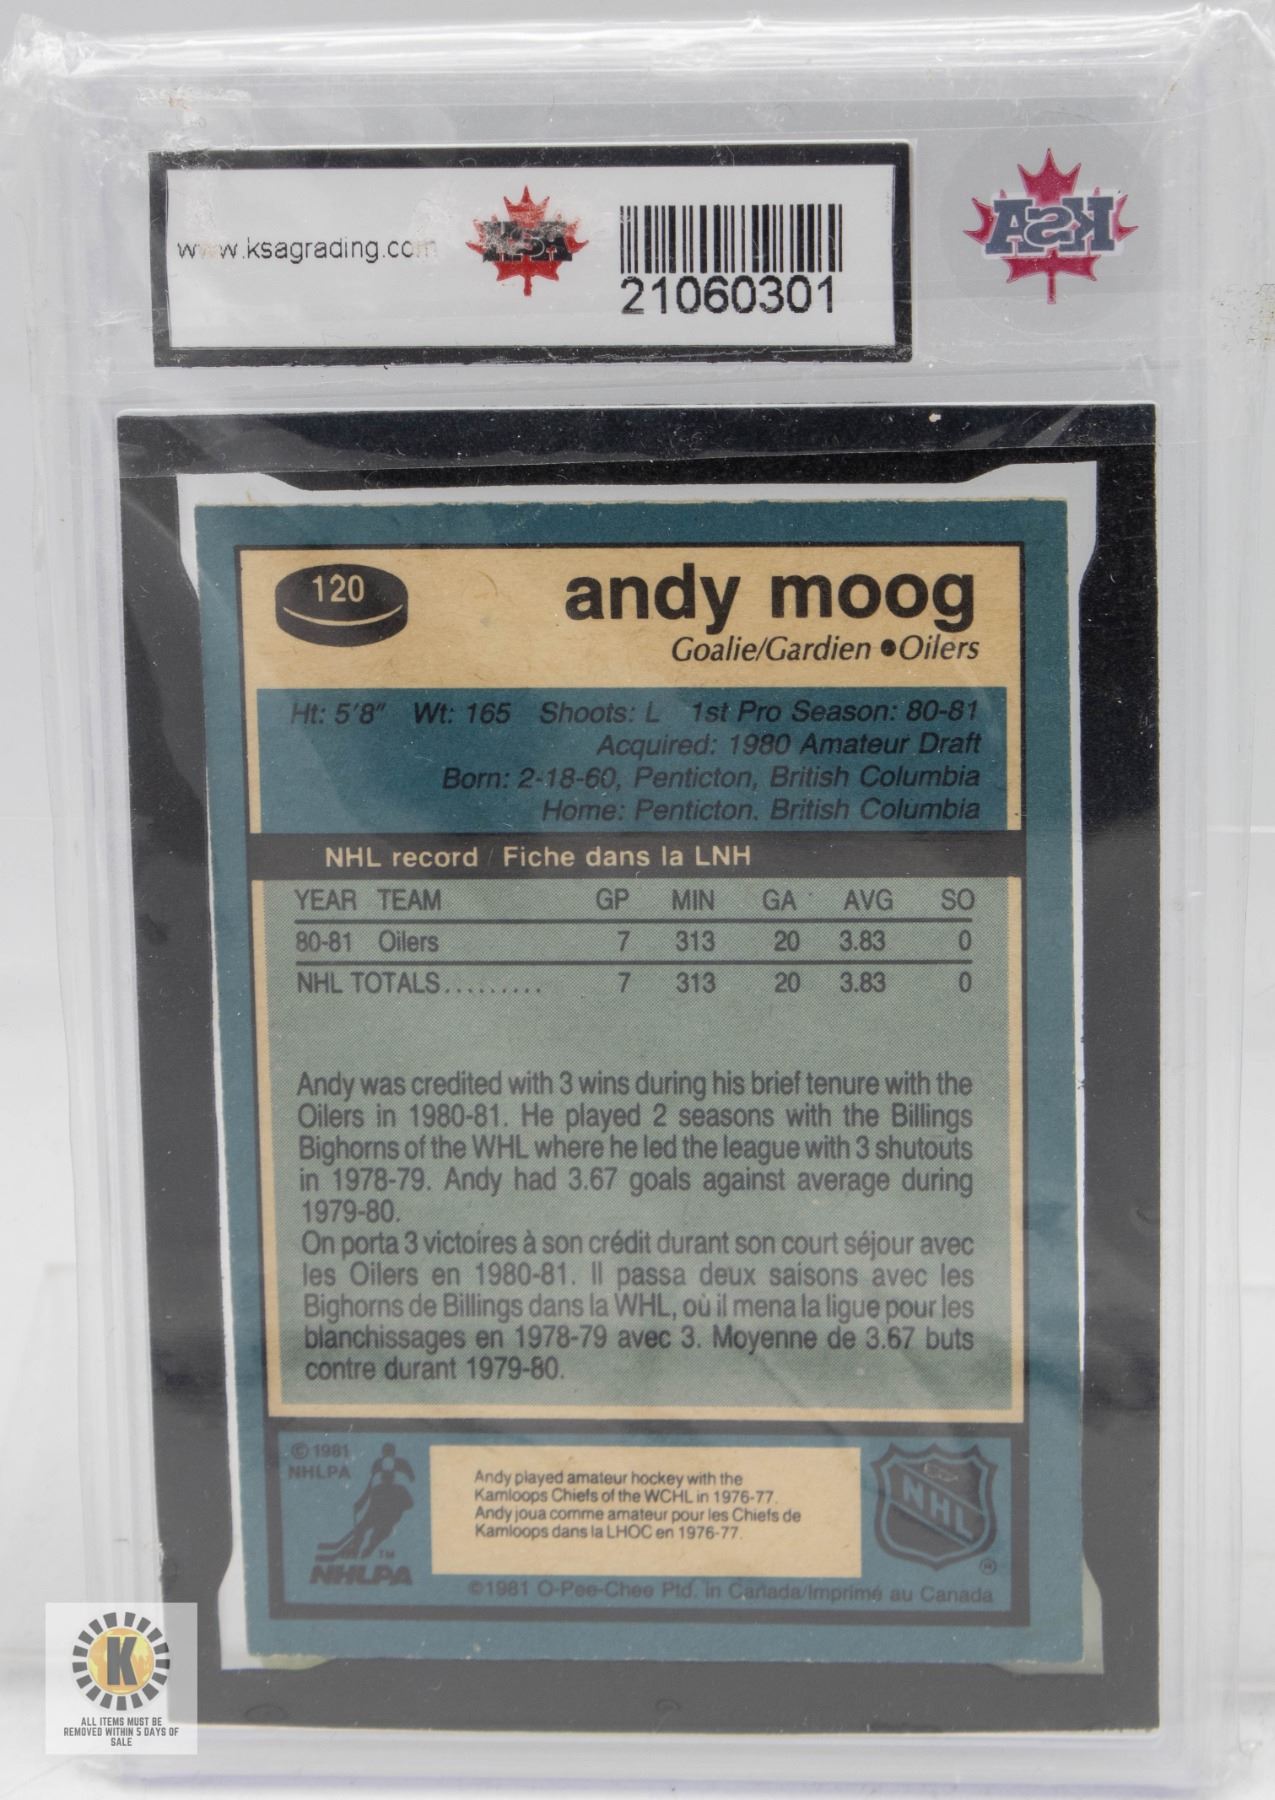 www.ksagrading.com
KSA
21060301
KSA
120
andy moog
Goalie/Gardien ●Oilers
Ht: 5'8" Wt: 165 Shoots: L 1st Pro Season: 80-81
Acquired: 1980 Amateur Draft
Born: 2-18-60, Penticton, British Columbia
Home: Penticton, British Columbia
NHL record / Fiche dans la LNH
YEAR TEAM GP MIN GA AVG SO
80-81 Oilers 7 313 20 3.83 0
NHL TOTALS......... 7 313 20 3.83 0
Andy was credited with 3 wins during his brief tenure with the
Oilers in 1980-81. He played 2 seasons with the Billings
Bighorns of the WHL where he led the league with 3 shutouts
in 1978-79. Andy had 3.67 goals against average during
1979-80.
On porta 3 victoires à son crédit durant son court séjour avec
les Oilers en 1980-81. Il passa deux saisons avec les
Bighorns de Billings dans la WHL, où il mena la ligue pour les
blanchissages en 1978-79 avec 3. Moyenne de 3.67 buts
contre durant 1979-80.
© 1981
NHLPA
TM
NHLPA
Andy played amateur hockey with the
Kamloops Chiefs of the WCHL in 1976-77.
Andy joua comme amateur pour les Chiefs de
Kamloops dans la LHOC en 1976-77.
NHL
®
©1981 O-Pee-Chee Ptd. in Canada/Imprimé au Canada
K
ALL ITEMS MUST BE
REMOVED WITHIN 5 DAYS OF
SALE